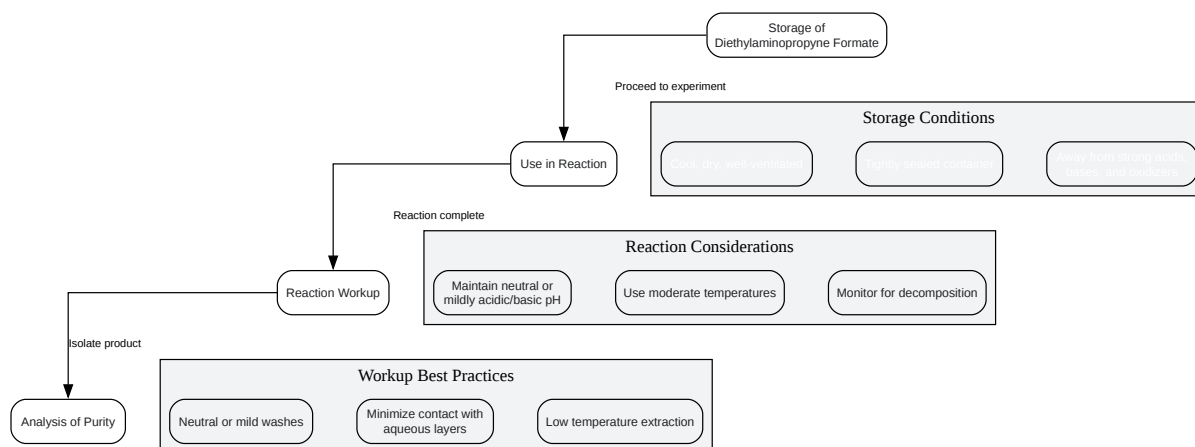 Storage of
Diethylaminopropyne Formate
Proceed to experiment
Storage Conditions
Use in Reaction
Cool, dry, well-ventilated
Tightly sealed container
Away from strong acids,
bases, and oxidizers
Reaction complete
Reaction Considerations
Reaction Workup
Maintain neutral or
mildly acidic/basic pH
Use moderate temperatures
Monitor for decomposition
Isolate product
Workup Best Practices
Analysis of Purity
Neutral or mild washes
Minimize contact with
aqueous layers
Low temperature extraction